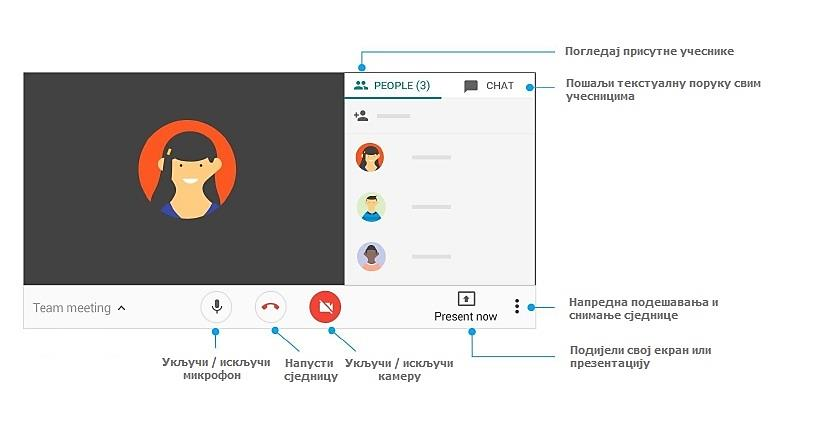 Погледај присутне учеснике
PEOPLE (3)
CHAT
Пошаљи текстуалну поруку свим
учесницима
Team meeting
Present now
Напредна подешавања и
снимање сједнице
Укључи / искључи
микрофон
Напусти
сједницу
Укључи / искључи
камеру
Подијели свој екран или
презентацију